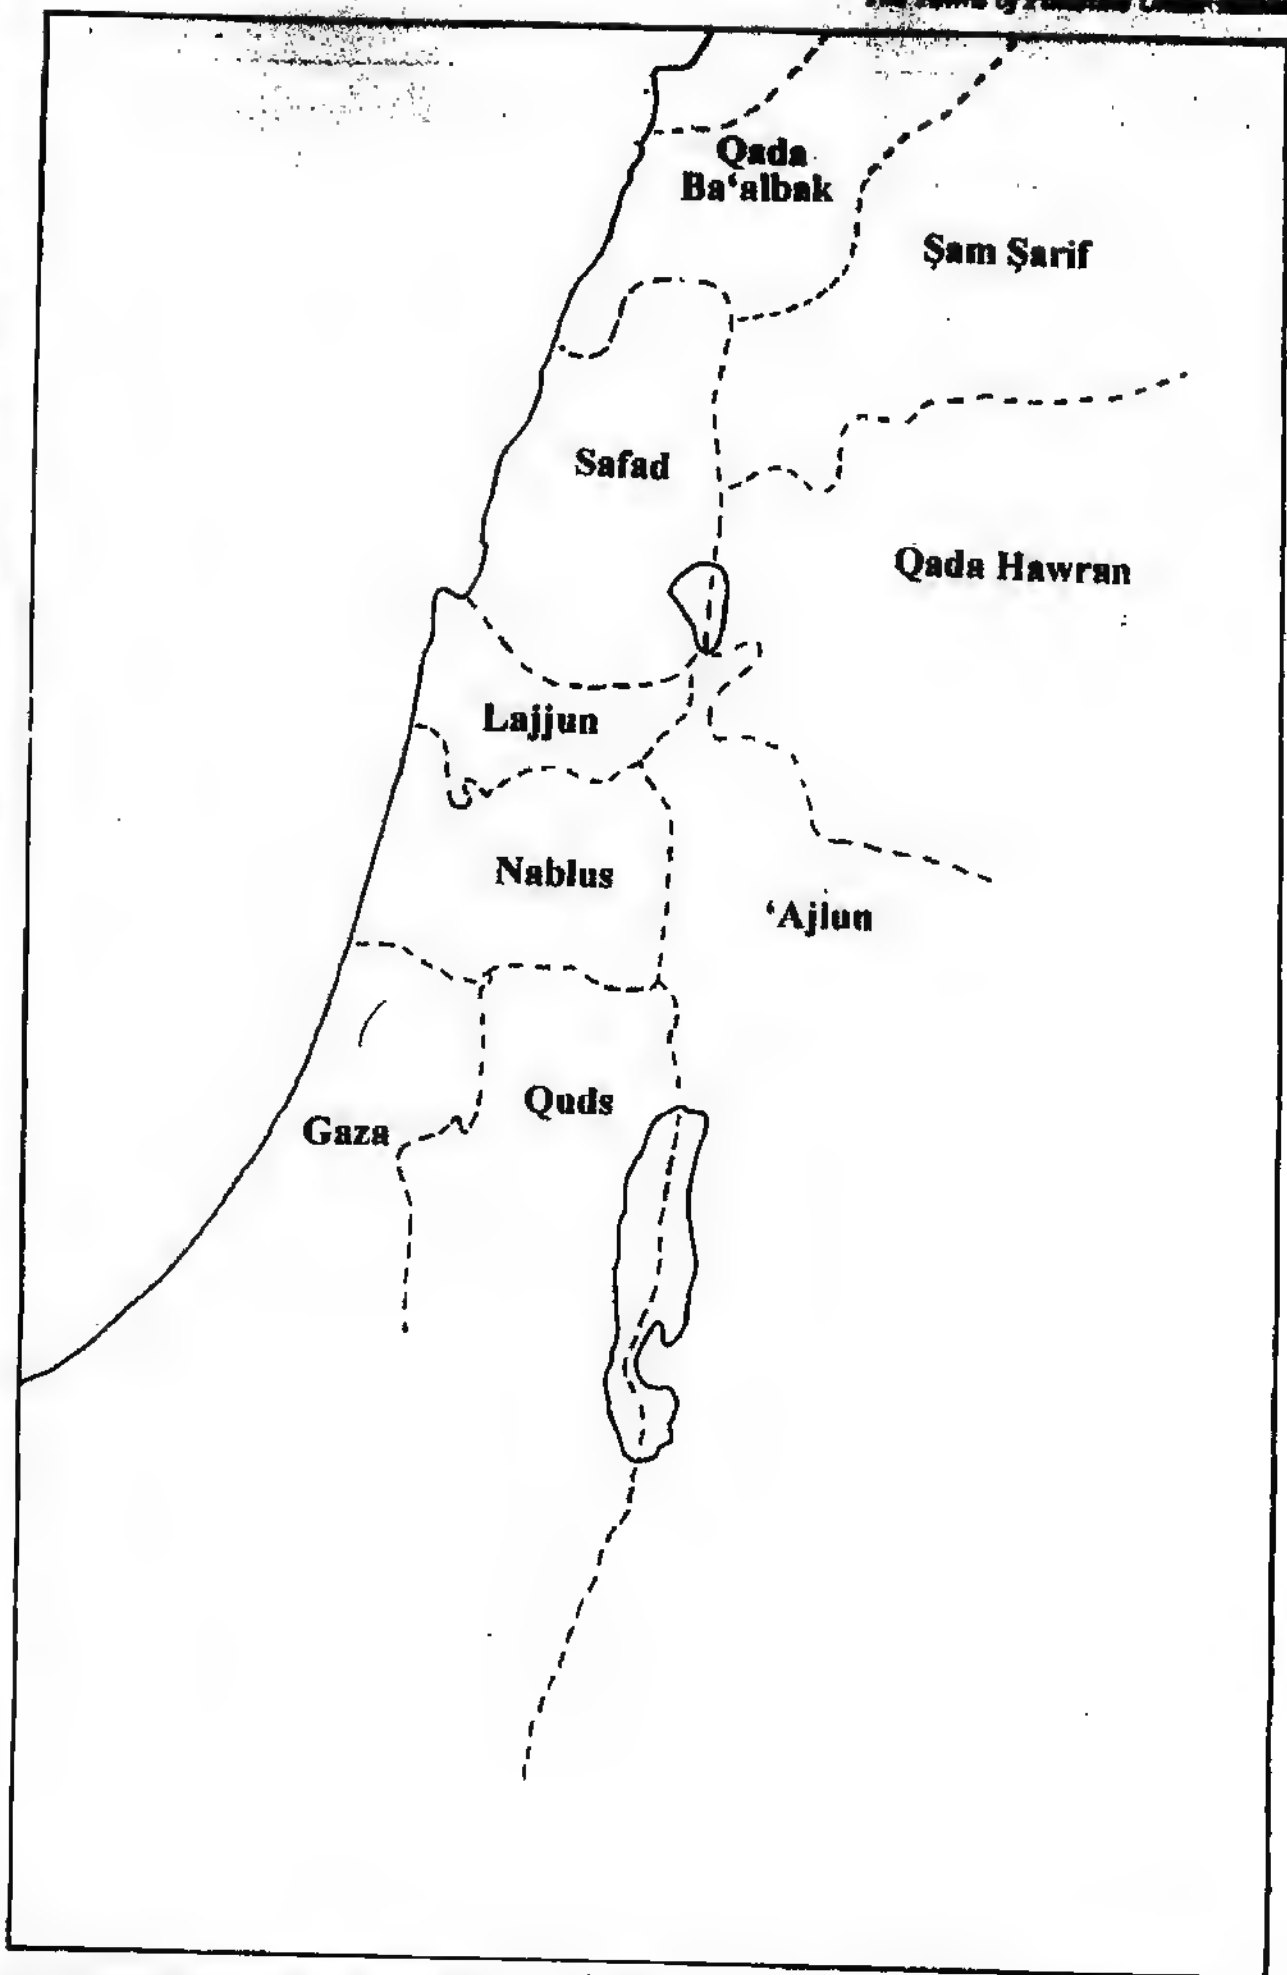 Qada
Ba‘albak
Şam Şarif
Safad
Qada Hawran
Lajjun
Nablus
‘Ajlun
Quds
Gaza